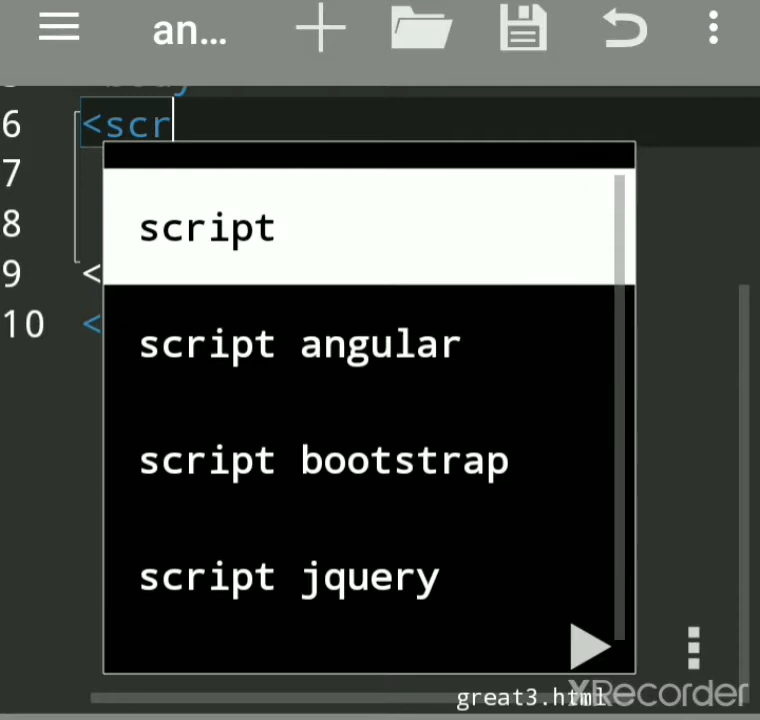 an...
6 <scr
7
8
9 <
10 <
script
script angular
script bootstrap
script jquery
great3.html
XRecorder